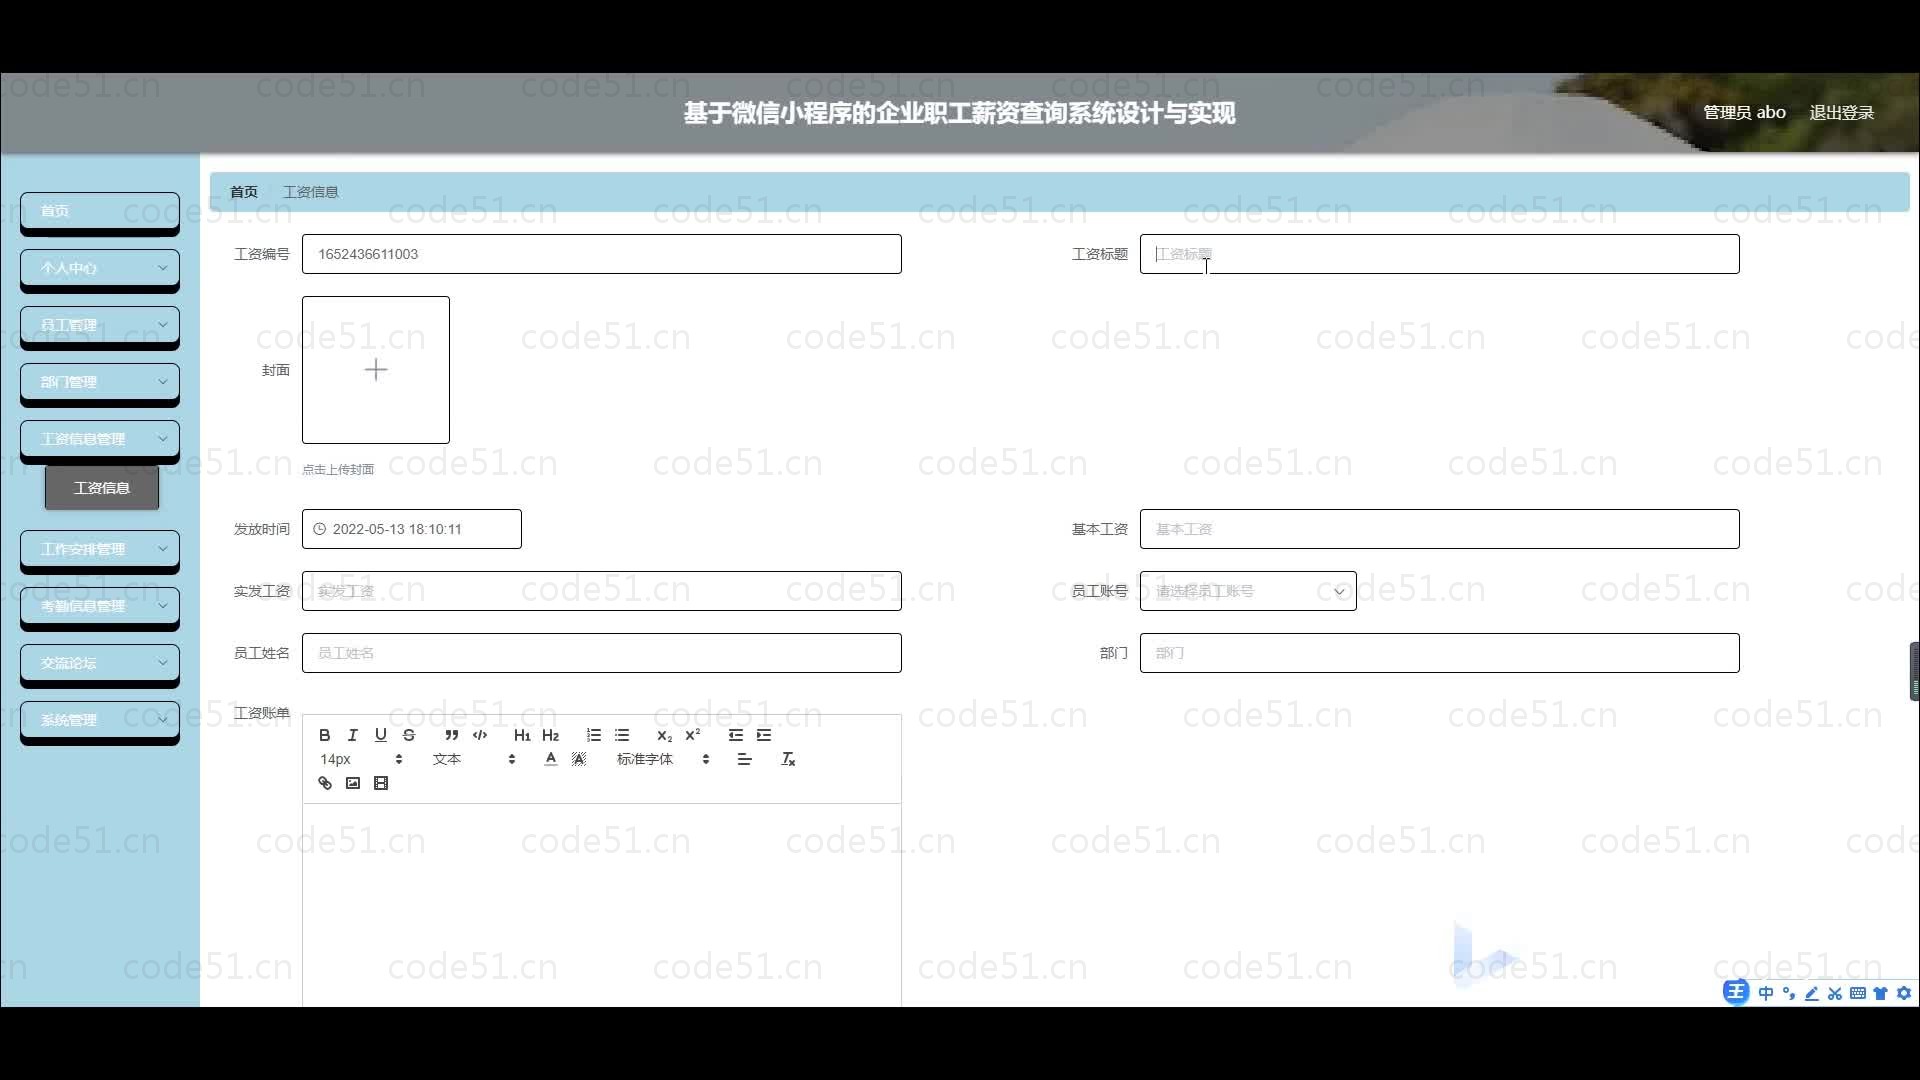 基于微信小程序的企业职工薪资查询系统设计与实现
管理员 abo 退出登录
首页 工资信息
首页
个人中心
员工管理
部门管理
工资信息管理
工资信息
工作安排管理
考勤信息管理
交流论坛
系统管理
工资编号 1652436611003 工资标题 工资标题
封面
点击上传封面
发放时间 2022-05-13 18:10:11 基本工资 基本工资
实发工资 实发工资 员工账号 请选择员工账号
员工姓名 员工姓名 部门 部门
工资账单
B I U S H1 H2 X₂ X²
14px 文本 A A 标准字体 Tx
王 中
code51.cn